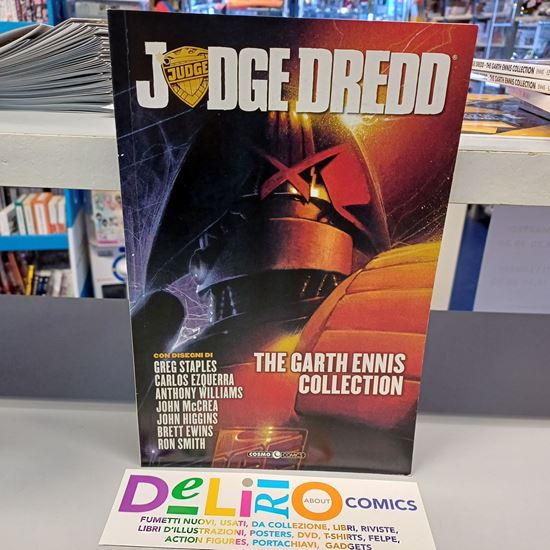 JUDGE DREDD
JUDGE
CON DISEGNI DI
GREG STAPLES
CARLOS EZQUERRA
ANTHONY WILLIAMS
JOHN McCREA
JOHN HIGGINS
BRETT EWINS
RON SMITH
THE GARTH ENNIS
COLLECTION
COSMO COMICS
DeLiRiO
ABOUT
COMICS
FUMETTI NUOVI, USATI, DA COLLEZIONE, LIBRI, RIVISTE,
LIBRI D'ILLUSTRAZIONI, POSTERS, DVD, T-SHIRTS, FELPE,
ACTION FIGURES, PORTACHIAVI, GADGETS